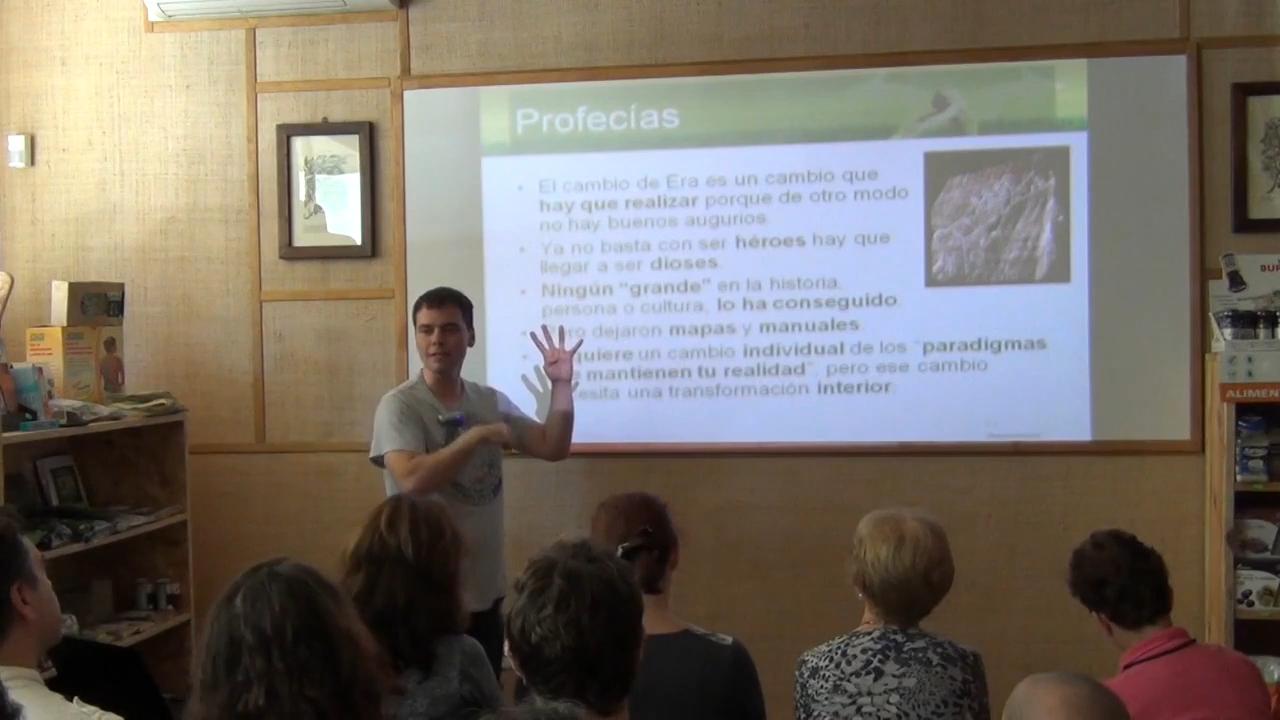 Profecías
El cambio de Era es un cambio que
hay que realizar porque de otro modo
no hay buenos augurios.
Ya no basta con ser héroes hay que
llegar a ser dioses.
Ningún "grande" en la historia,
persona o cultura, lo ha conseguido.
dejaron mapas y manuales.
un cambio individual de los "paradigmas
mantienen tu realidad", pero ese cambio
una transformación interior.
ALIMEN